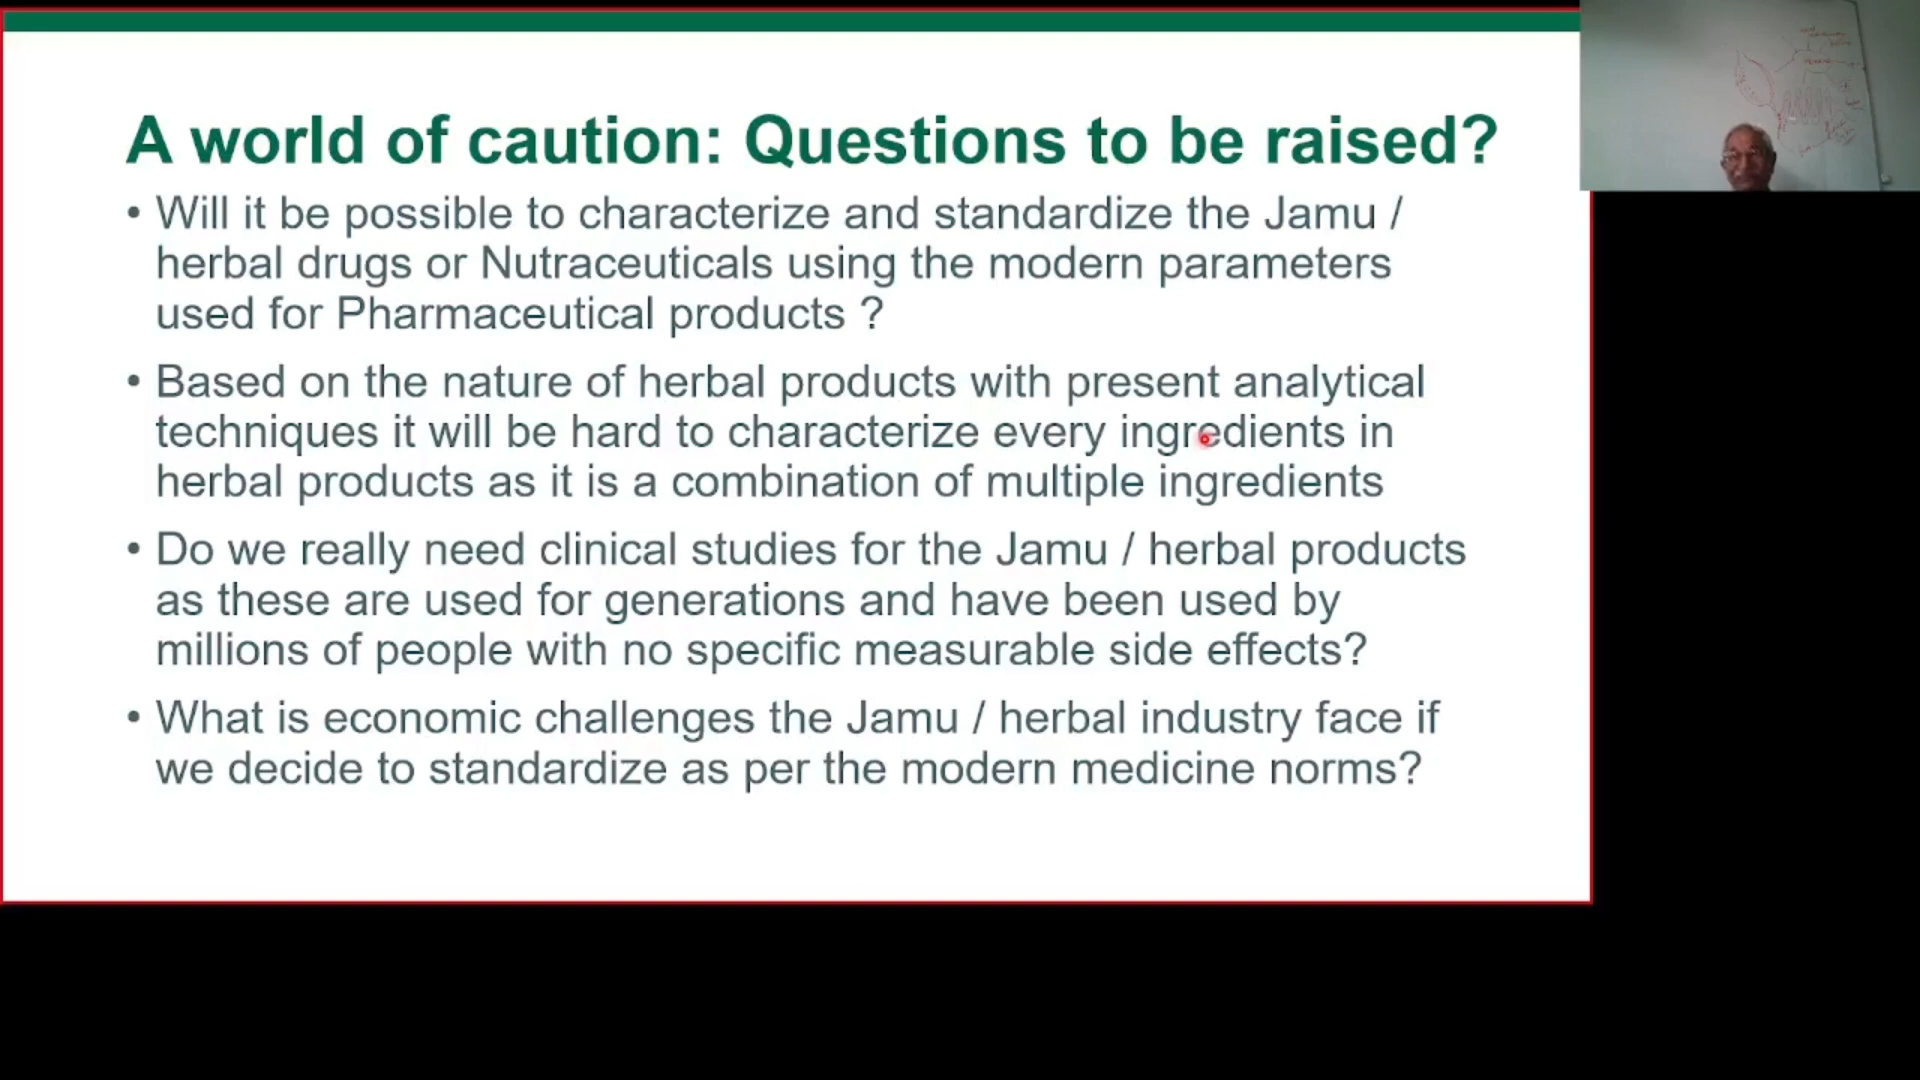 A world of caution: Questions to be raised?
• Will it be possible to characterize and standardize the Jamu /
herbal drugs or Nutraceuticals using the modern parameters
used for Pharmaceutical products ?
• Based on the nature of herbal products with present analytical
techniques it will be hard to characterize every ingredients in
herbal products as it is a combination of multiple ingredients
• Do we really need clinical studies for the Jamu / herbal products
as these are used for generations and have been used by
millions of people with no specific measurable side effects?
• What is economic challenges the Jamu / herbal industry face if
we decide to standardize as per the modern medicine norms?